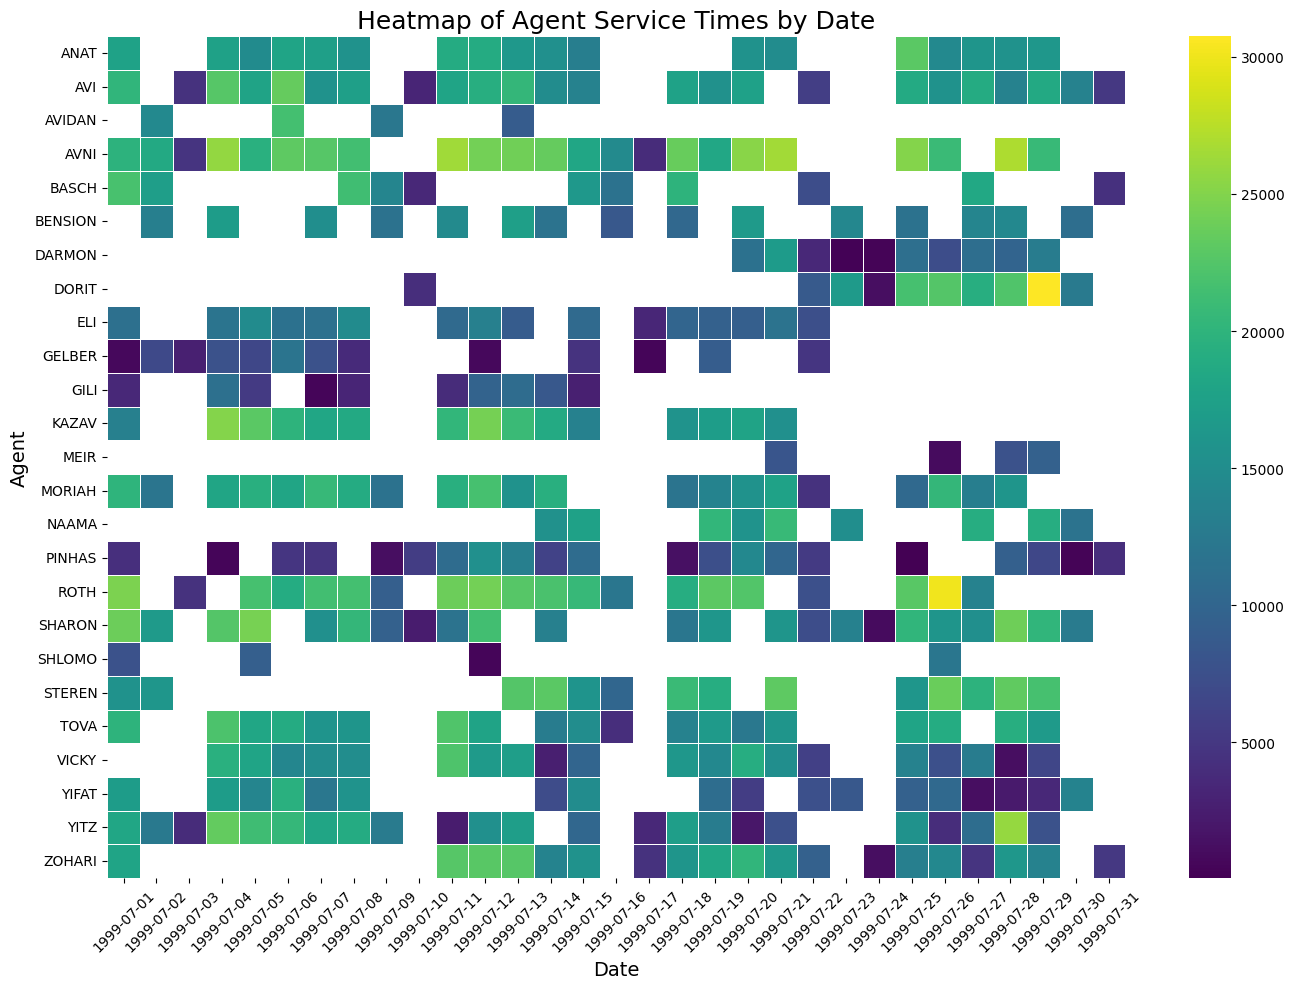 Heatmap of Agent Service Times by Date
Agent
ANAT
AVI
AVIDAN
AVNI
BASCH
BENSION
DARMON
DORIT
ELI
GELBER
GILI
KAZAV
MEIR
MORIAH
NAAMA
PINHAS
ROTH
SHARON
SHLOMO
STEREN
TOVA
VICKY
YIFAT
YITZ
ZOHARI
1999-07-01
1999-07-02
1999-07-03
1999-07-04
1999-07-05
1999-07-06
1999-07-07
1999-07-08
1999-07-09
1999-07-10
1999-07-11
1999-07-12
1999-07-13
1999-07-14
1999-07-15
1999-07-16
1999-07-17
1999-07-18
1999-07-19
1999-07-20
1999-07-21
1999-07-22
1999-07-23
1999-07-24
1999-07-25
1999-07-26
1999-07-27
1999-07-28
1999-07-29
1999-07-30
1999-07-31
Date
30000
25000
20000
15000
10000
5000